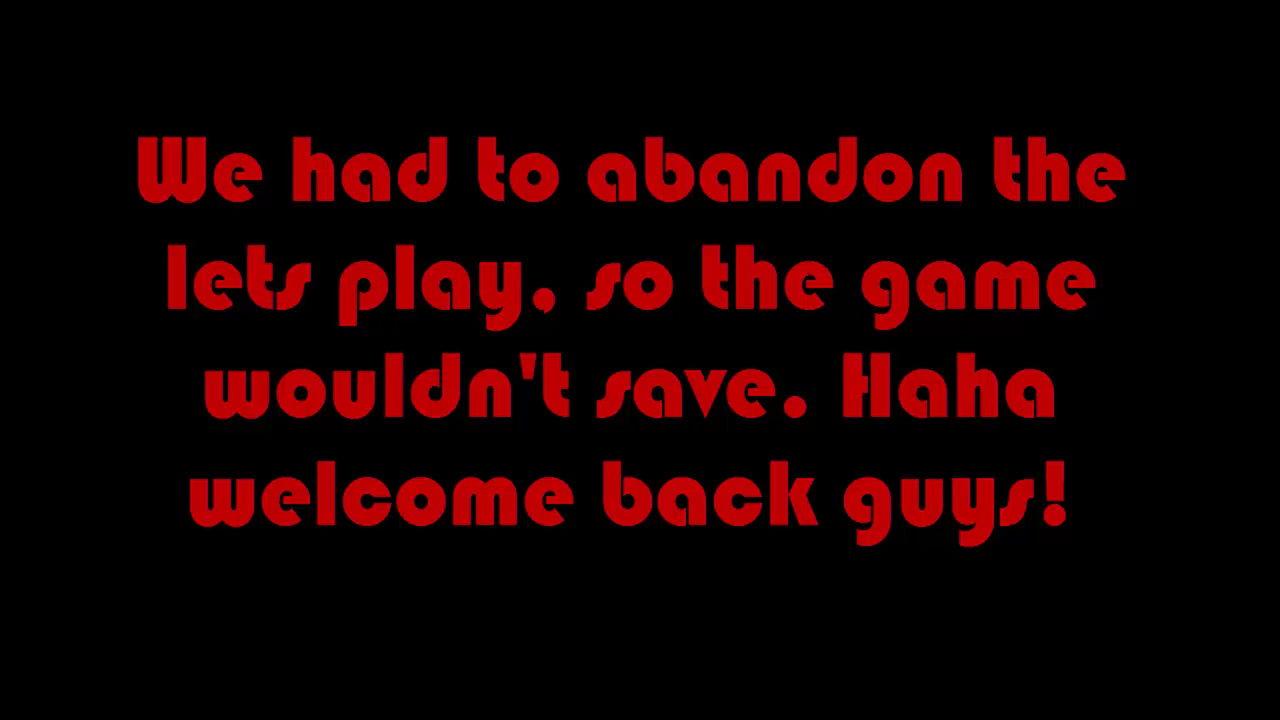 We had to abandon the
lets play, so the game
wouldn't save. Haha
welcome back guys!